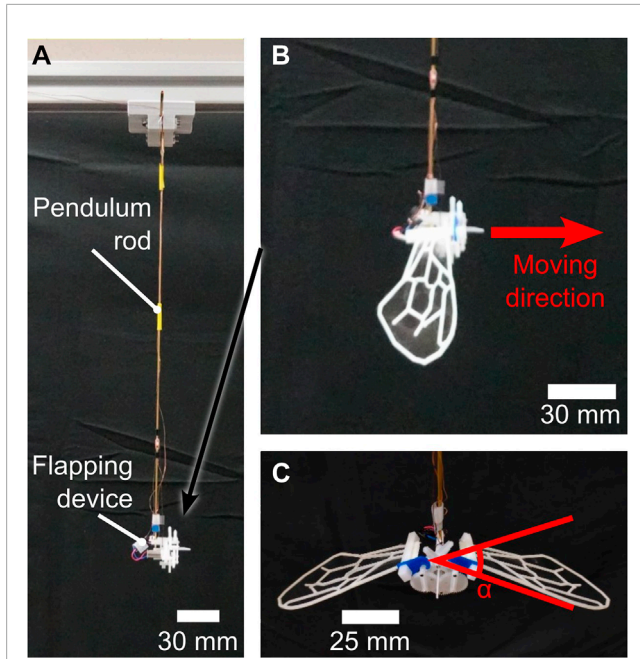 A
Pendulum
rod
Flapping
device
30 mm
B
Moving
direction
30 mm
C
α
25 mm